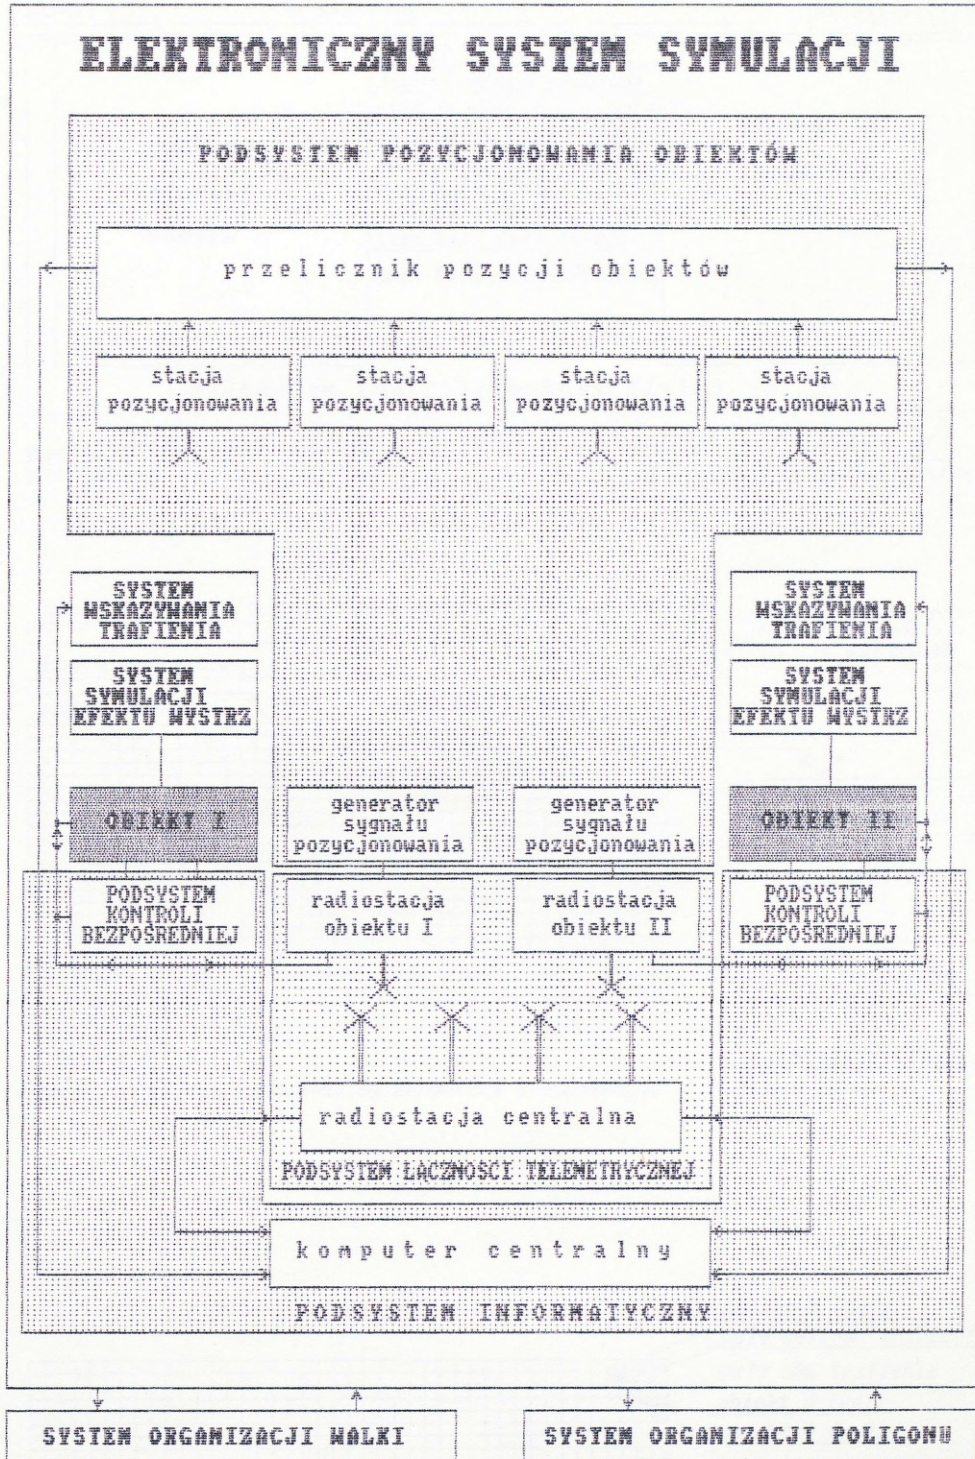 ELEKTRONICZNY SYSTEM SYMULACJI
PODSYSTEM POZYCJONOWANIA OBIEKTÓW
przelicznik pozycji obiektów
stacja
pozycjonowania
stacja
pozycjonowania
stacja
pozycjonowania
stacja
pozycjonowania
SYSTEM
WSKAZYWANIA
TRAFIENIA
SYSTEM
WSKAZYWANIA
TRAFIENIA
SYSTEM
SYMULACJI
EFEKTU WYSTRZ
SYSTEM
SYMULACJI
EFEKTU WYSTRZ
OBIEKT I
generator
sygnału
pozycjonowania
generator
sygnału
pozycjonowania
OBIEKT II
PODSYSTEM
KONTROLI
BEZPOŚREDNIEJ
radiostacja
obiektu I
radiostacja
obiektu II
PODSYSTEM
KONTROLI
BEZPOŚREDNIEJ
radiostacja centralna
PODSYSTEM ŁĄCZNOŚCI TELEMETRYCZNEJ
komputer centralny
PODSYSTEM INFORMATYCZNY
SYSTEM ORGANIZACJI WALKI
SYSTEM ORGANIZACJI POLIGONU